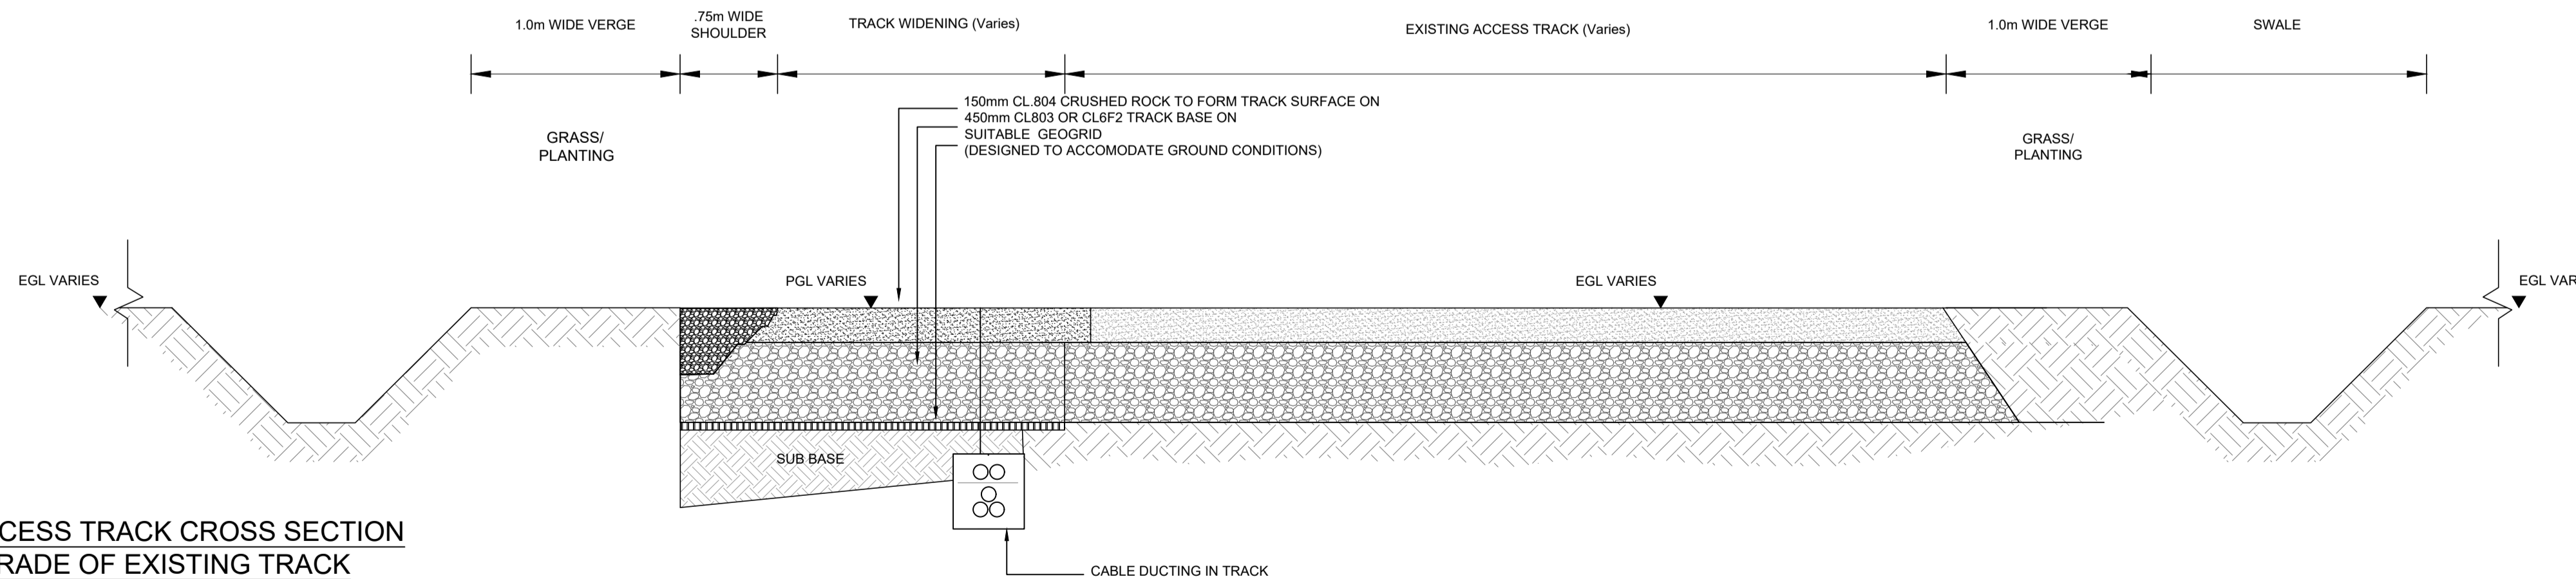 1.0m WIDE VERGE
.75m WIDE
SHOULDER
TRACK WIDENING (Varies)
EXISTING ACCESS TRACK (Varies)
1.0m WIDE VERGE
SWALE
150mm CL.804 CRUSHED ROCK TO FORM TRACK SURFACE ON
450mm CL803 OR CL6F2 TRACK BASE ON
SUITABLE GEOGRID
(DESIGNED TO ACCOMODATE GROUND CONDITIONS)
GRASS/
PLANTING
GRASS/
PLANTING
EGL VARIES
PGL VARIES
EGL VARIES
EGL VAR
SUB BASE
CESS TRACK CROSS SECTION
RADE OF EXISTING TRACK
CABLE DUCTING IN TRACK